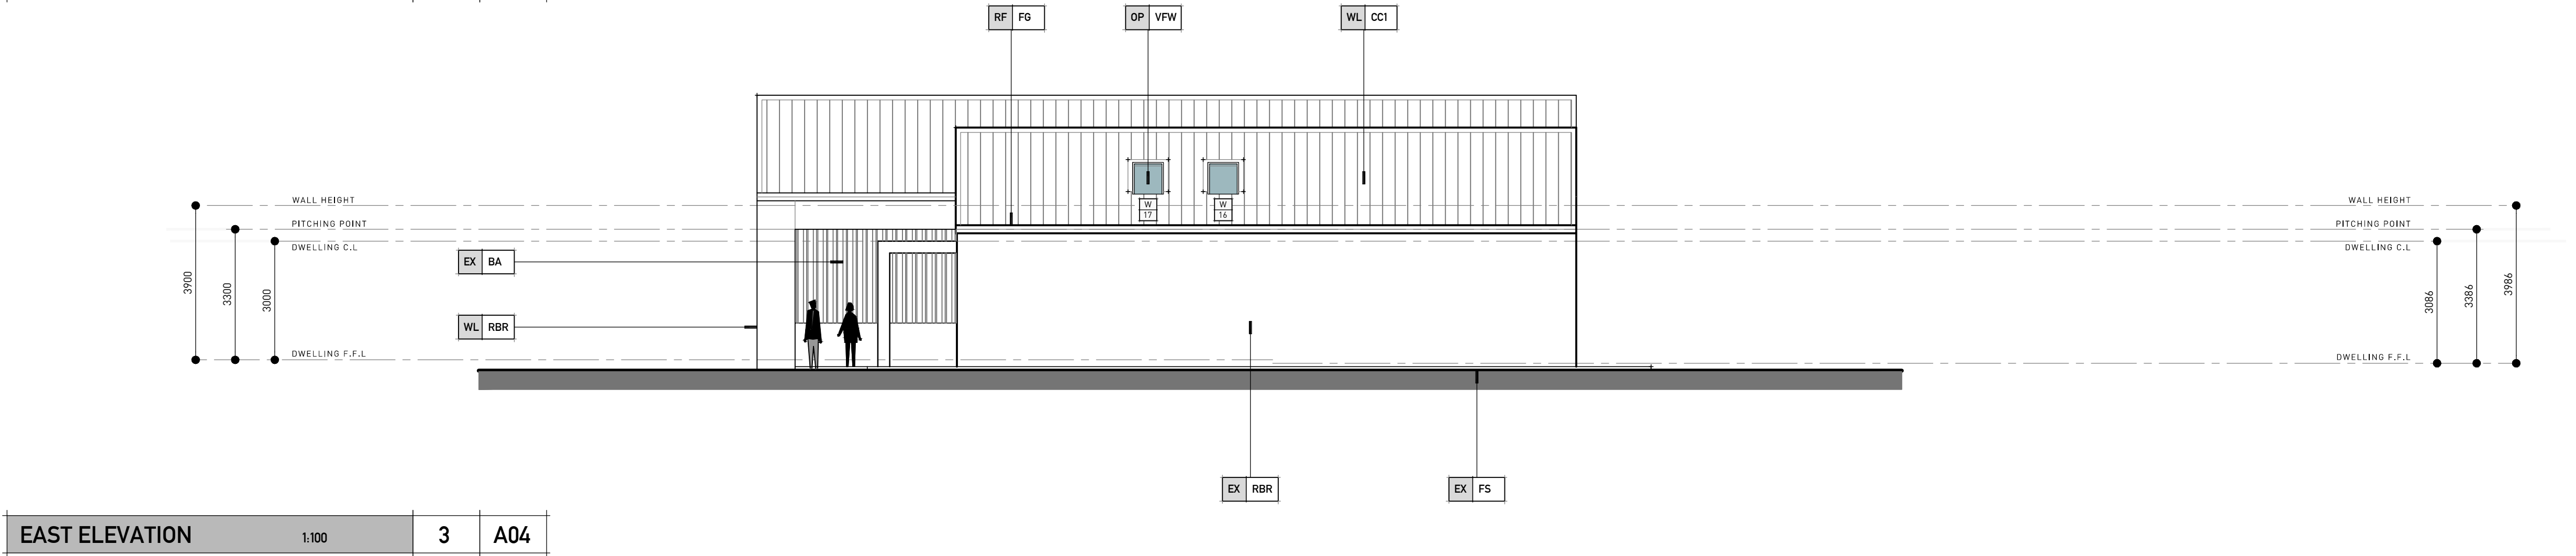 RF FG
OP VFW
WL CC1
WALL HEIGHT
WALL HEIGHT
W
17
W
16
PITCHING POINT
PITCHING POINT
DWELLING C.L
DWELLING C.L
EX BA
3900
3300
3000
3086
3386
3986
WL RBR
DWELLING F.F.L
DWELLING F.F.L
EX RBR
EX FS
EAST ELEVATION 1:100 3 A04